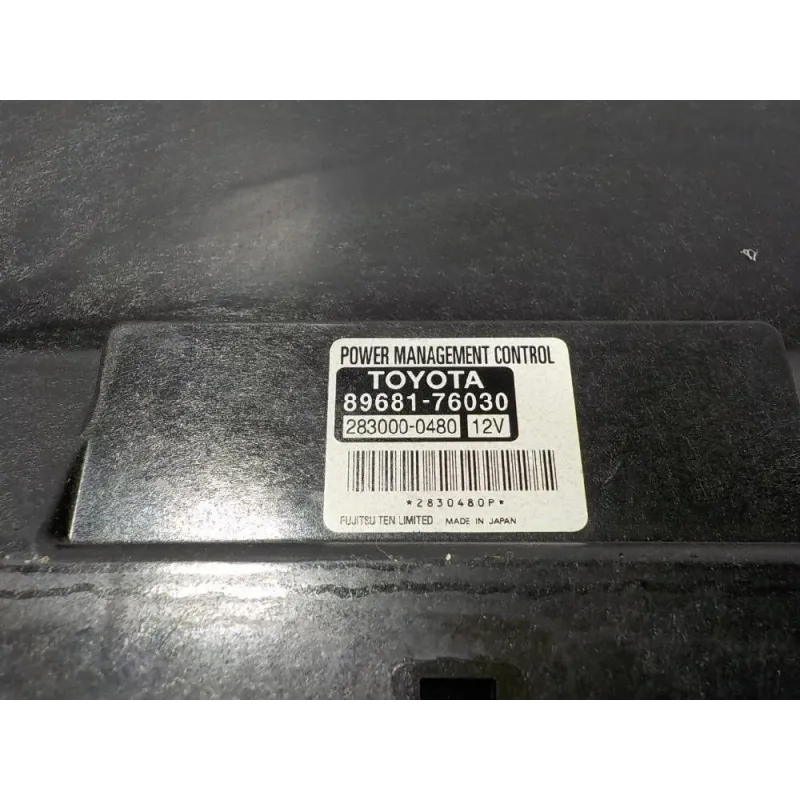 POWER MANAGEMENT CONTROL
TOYOTA
89681-76030
283000-0480 12V
*2830480P*
FUJITSU TEN LIMITED MADE IN JAPAN